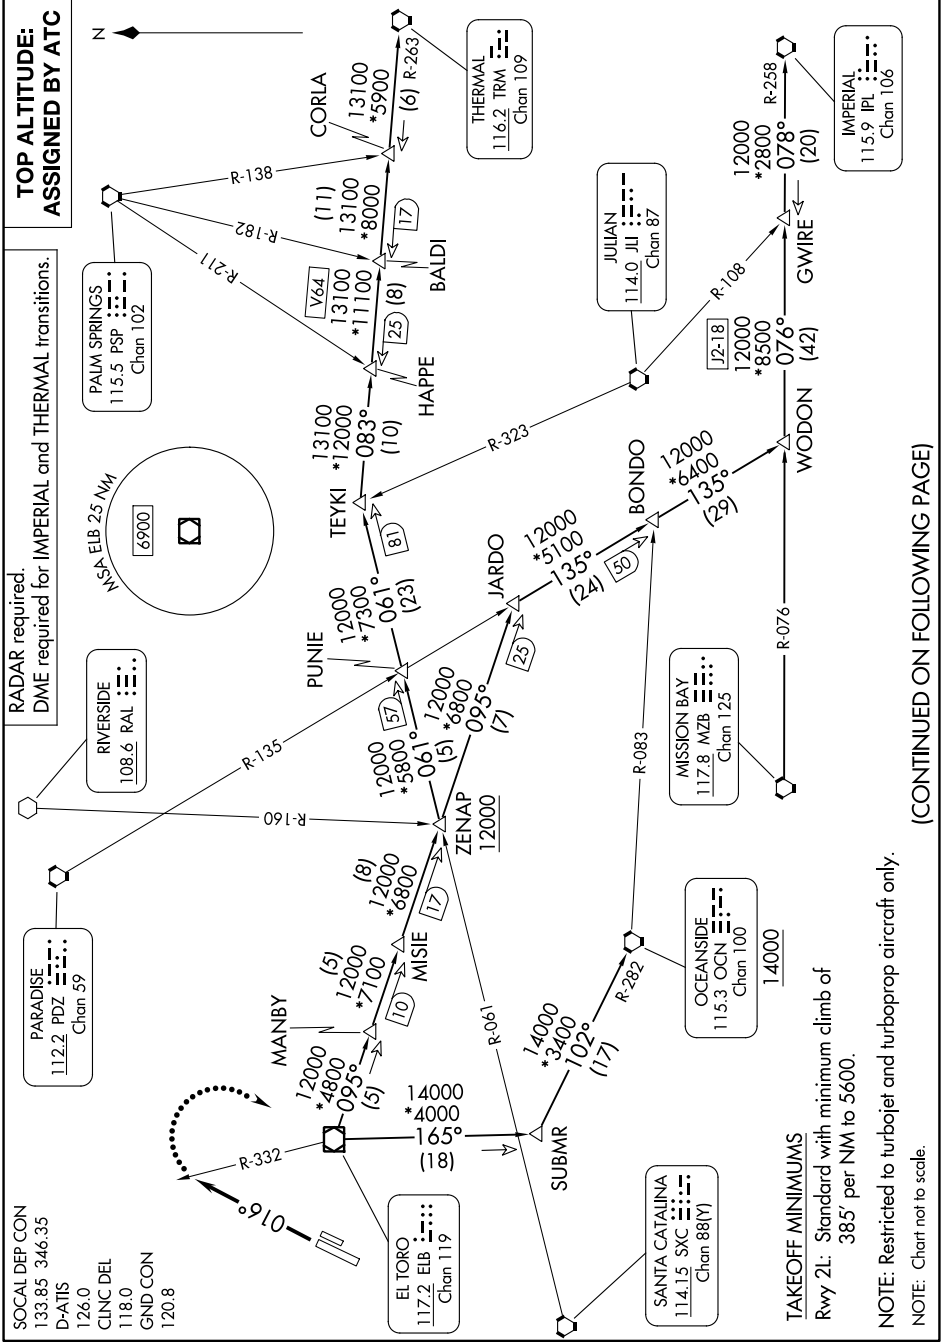 TOP ALTITUDE:
ASSIGNED BY ATC
RADAR required.
DME required for IMPERIAL and THERMAL transitions.
SOCAL DEP CON
133.85 346.35
D-ATIS
126.0
CLNC DEL
118.0
GND CON
120.8
N
MSA ELB 25 NM
6900
PARADISE
112.2 PDZ
Chan 59
RIVERSIDE
108.6 RAL
PALM SPRINGS
115.5 PSP
Chan 102
THERMAL
116.2 TRM
Chan 109
IMPERIAL
115.9 IPL
Chan 106
JULIAN
114.0 JLI
Chan 87
MISSION BAY
117.8 MZB
Chan 125
OCEANSIDE
115.3 OCN
Chan 100
14000
SANTA CATALINA
114.15 SXC
Chan 88(Y)
EL TORO
117.2 ELB
Chan 119
016°
R-332
12000
*4800
095°
(5)
MANBY
(5)
12000
*7100
10
MISIE
(8)
12000
*6800
17
ZENAP
12000
R-160
R-061
R-135
12000
*5800
061°
(5)
57
PUNIE
12000
*7300
061°
(23)
81
TEYKI
13100
*12000
083°
(10)
HAPPE
V64
13100
*11100
(8)
25
BALDI
(11)
13100
*8000
17
CORLA
13100
*5900
(6)
R-263
R-138
R-182
R-211
R-323
R-108
12000
*6800
095°
(7)
25
JARDO
12000
*5100
135°
(24)
50
BONDO
12000
*6400
135°
(29)
WODON
J2-18
12000
*8500
076°
(42)
GWIRE
12000
*2800
078°
(20)
R-258
R-076
R-083
14000
*4000
165°
(18)
SUBMR
14000
*3400
102°
(17)
R-282
TAKEOFF MINIMUMS
Rwy 2L: Standard with minimum climb of
385' per NM to 5600.
NOTE: Restricted to turbojet and turboprop aircraft only.
NOTE: Chart not to scale.
(CONTINUED ON FOLLOWING PAGE)